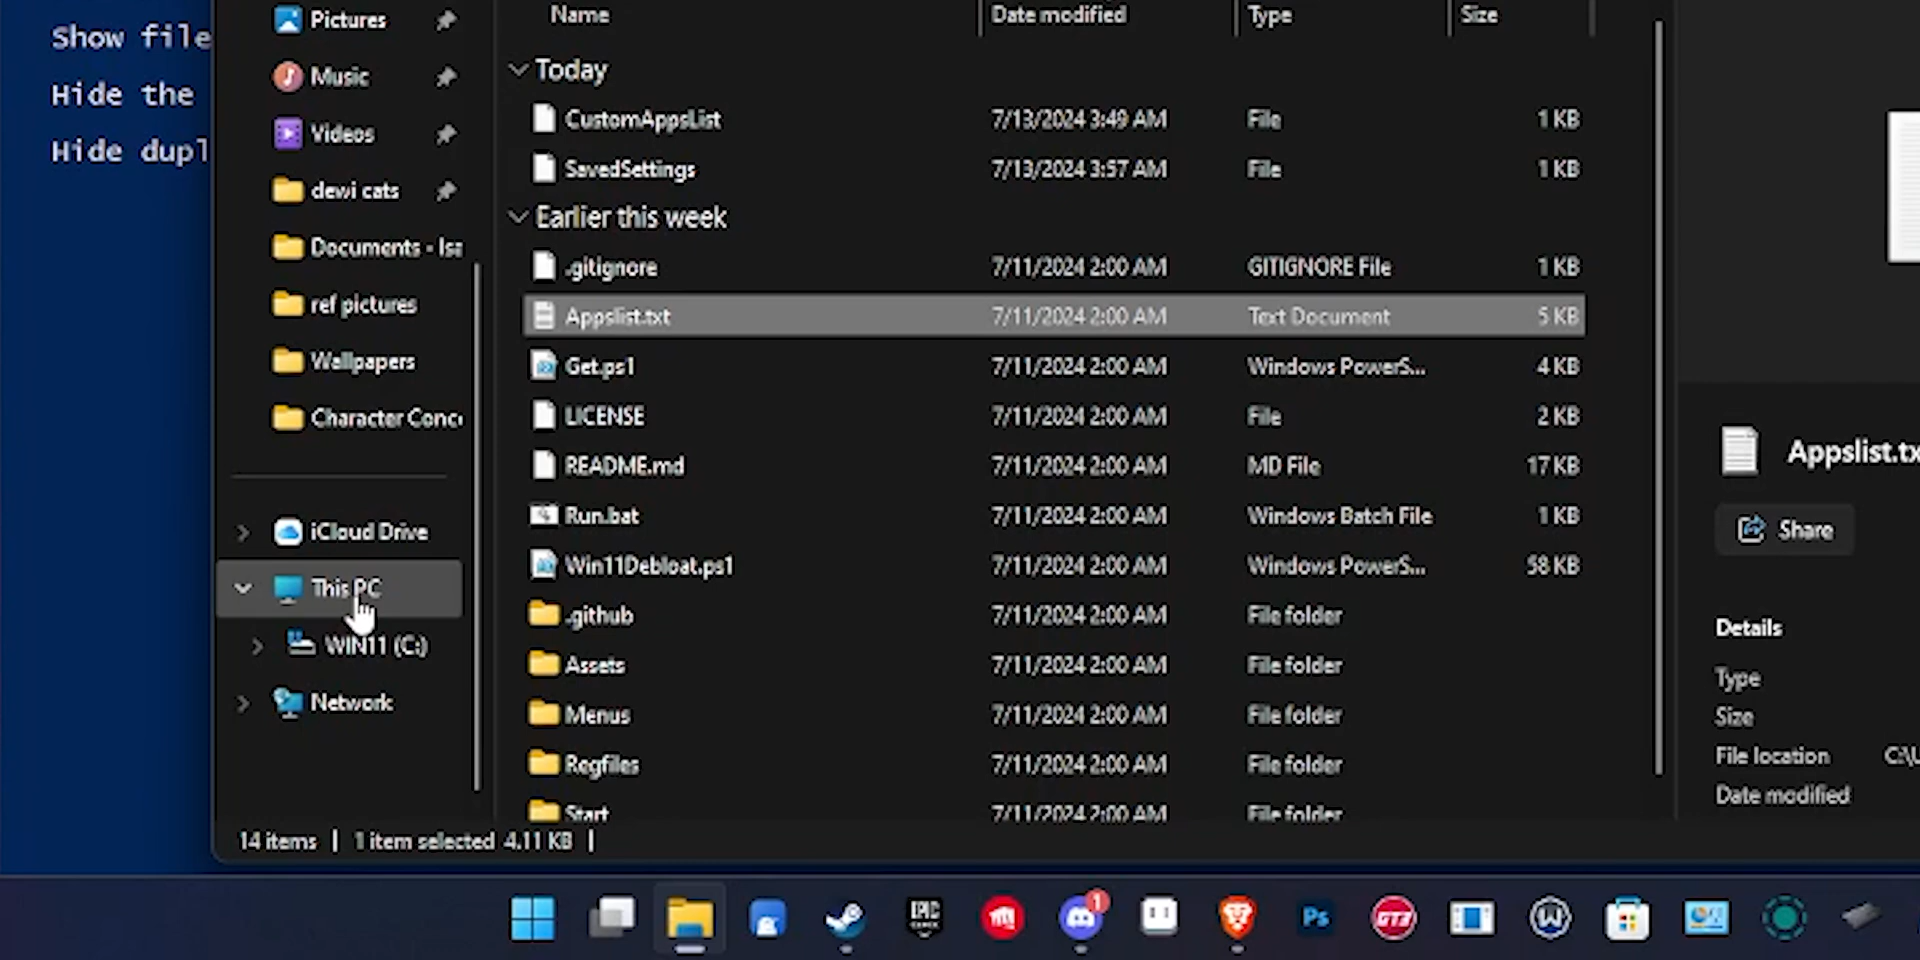 Show file
Hide the
Hide dupl
Pictures
Music
Videos
dewi cats
Documents - Isa
ref pictures
Wallpapers
Character Conc
iCloud Drive
This PC
WIN11 (C:)
Network
Name Date modified Type Size
Today
CustomAppsList 7/13/2024 3:49 AM File 1 KB
SavedSettings 7/13/2024 3:57 AM File 1 KB
Earlier this week
.gitignore 7/11/2024 2:00 AM GITIGNORE File 1 KB
Appslist.txt 7/11/2024 2:00 AM Text Document 5 KB
Get.ps1 7/11/2024 2:00 AM Windows PowerS... 4 KB
LICENSE 7/11/2024 2:00 AM File 2 KB
README.md 7/11/2024 2:00 AM MD File 17 KB
Run.bat 7/11/2024 2:00 AM Windows Batch File 1 KB
Win11Debloat.ps1 7/11/2024 2:00 AM Windows PowerS... 58 KB
.github 7/11/2024 2:00 AM File folder
Assets 7/11/2024 2:00 AM File folder
Menus 7/11/2024 2:00 AM File folder
Regfiles 7/11/2024 2:00 AM File folder
Start 7/11/2024 2:00 AM File folder
Appslist.tx
Share
Details
Type
Size
File location C:\U
Date modified
14 items | 1 item selected 4.11 KB |
EPIC GAMES
1
Ps
W